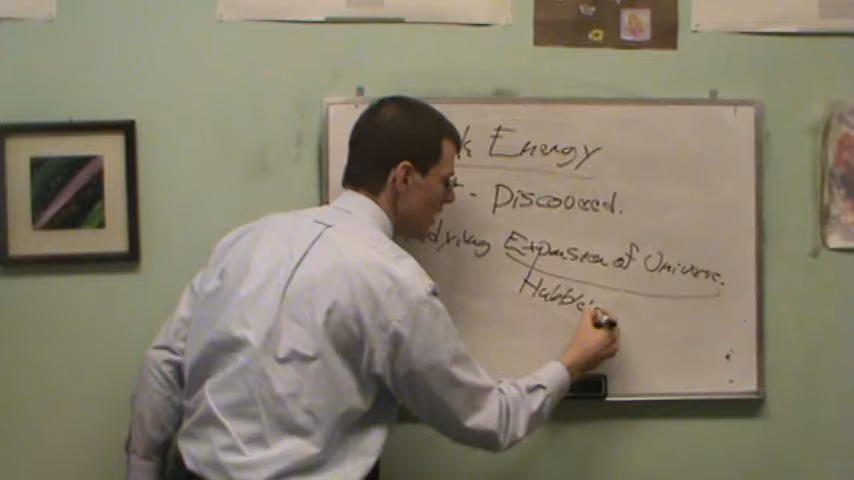 k Energy
- Discovered.
dying Expansion of Universe.
Hubble's